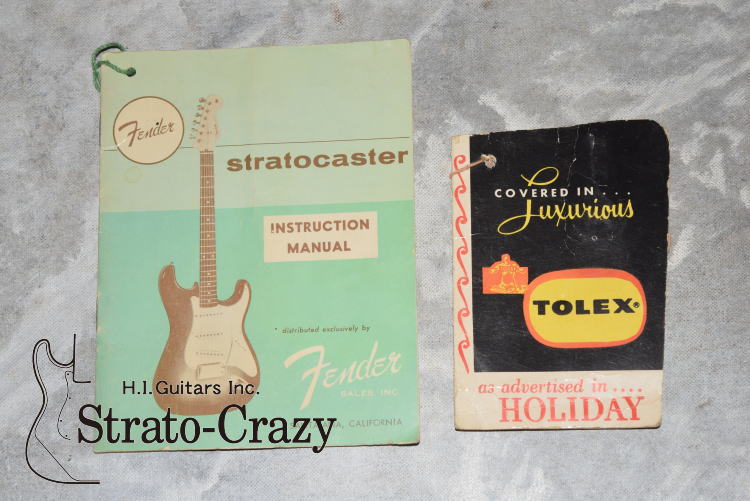 Fender
stratocaster
INSTRUCTION
MANUAL
* distributed exclusively by
Fender
SALES, INC.
CALIFORNIA
H.I.Guitars Inc.
Strato-Crazy
COVERED IN . . .
Luxurious
TOLEX®
as advertised in . . . .
HOLIDAY